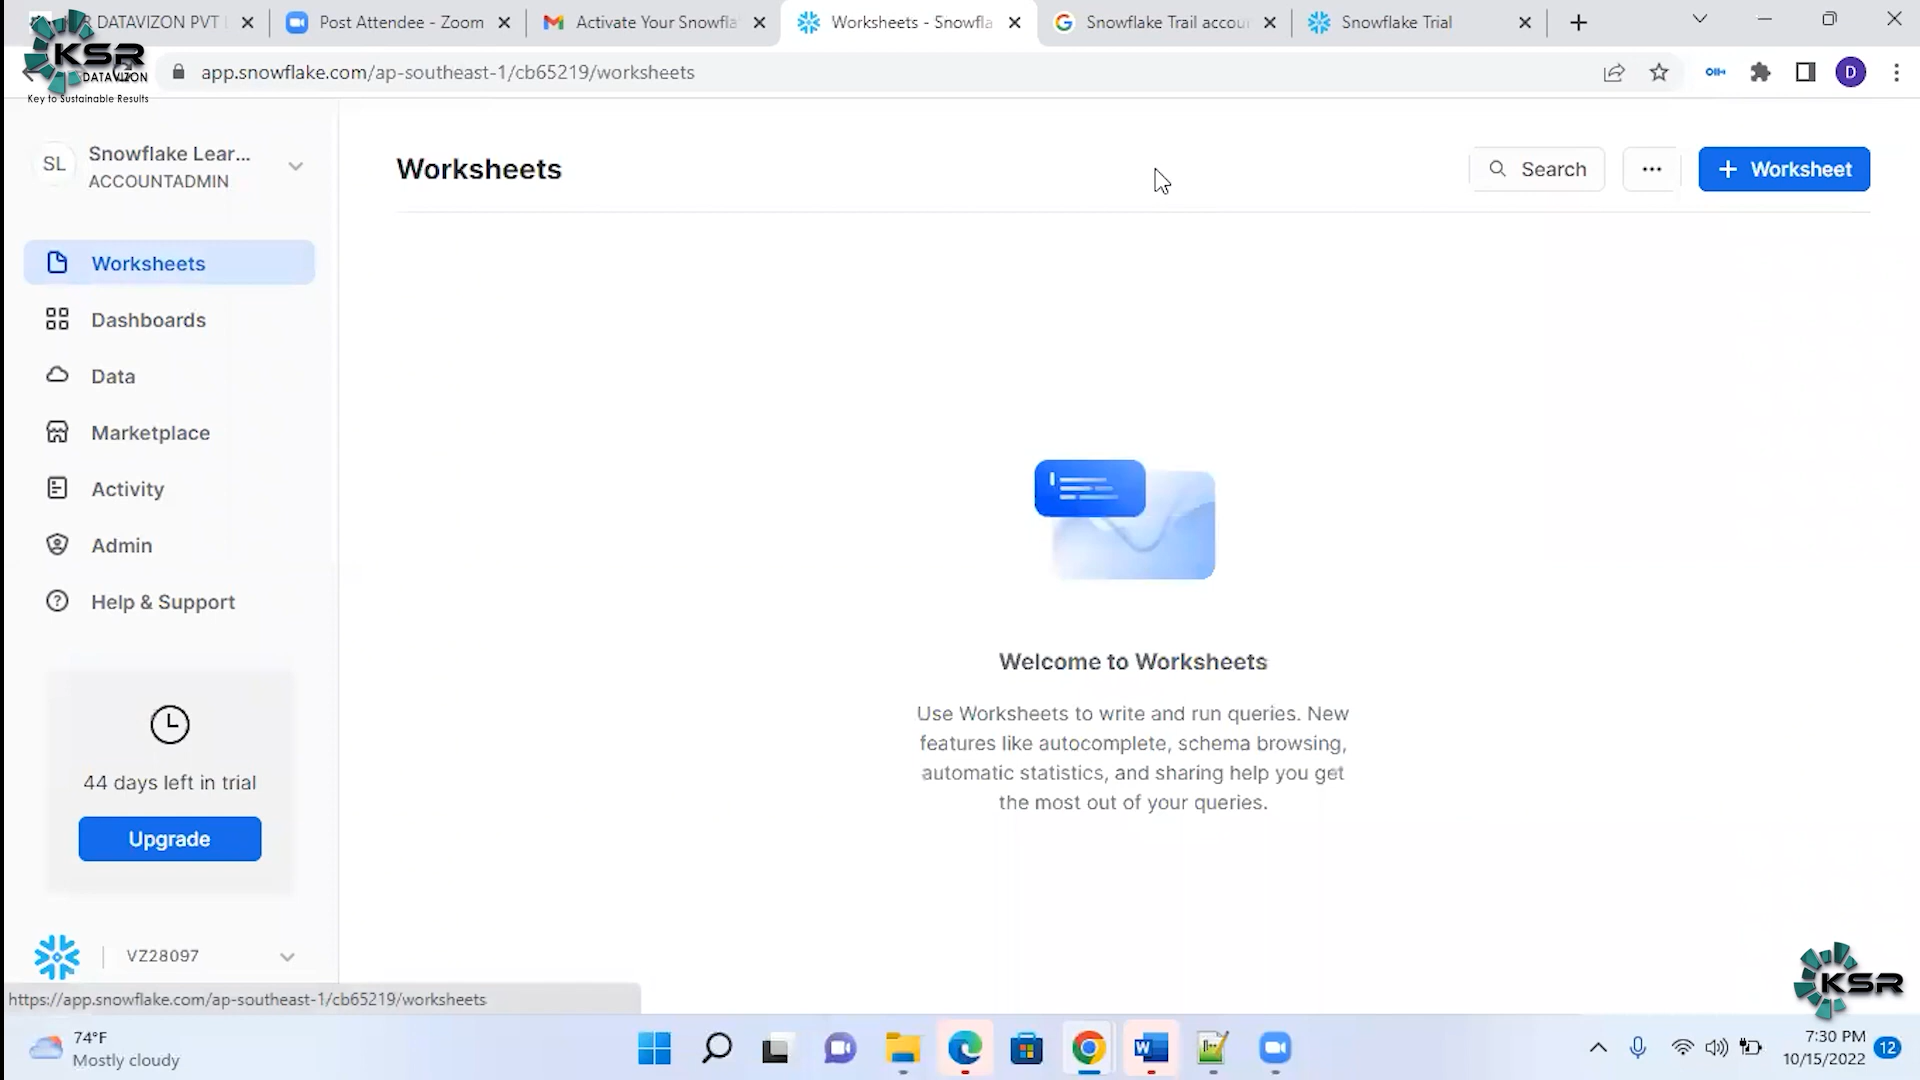 R DATAVIZON PVT
Post Attendee - Zoom
Activate Your Snowfla
Worksheets - Snowfla
Snowflake Trail accou
Snowflake Trial
KSR
DATAVIZON
Key to Sustainable Results
app.snowflake.com/ap-southeast-1/cb65219/worksheets
D
SL
Snowflake Lear...
ACCOUNTADMIN
Worksheets
Search
Worksheet
Worksheets
Dashboards
Data
Marketplace
Activity
Admin
Help & Support
44 days left in trial
Upgrade
VZ28097
Welcome to Worksheets
Use Worksheets to write and run queries. New
features like autocomplete, schema browsing,
automatic statistics, and sharing help you get
the most out of your queries.
KSR
https://app.snowflake.com/ap-southeast-1/cb65219/worksheets
74°F
Mostly cloudy
7:30 PM
10/15/2022
12